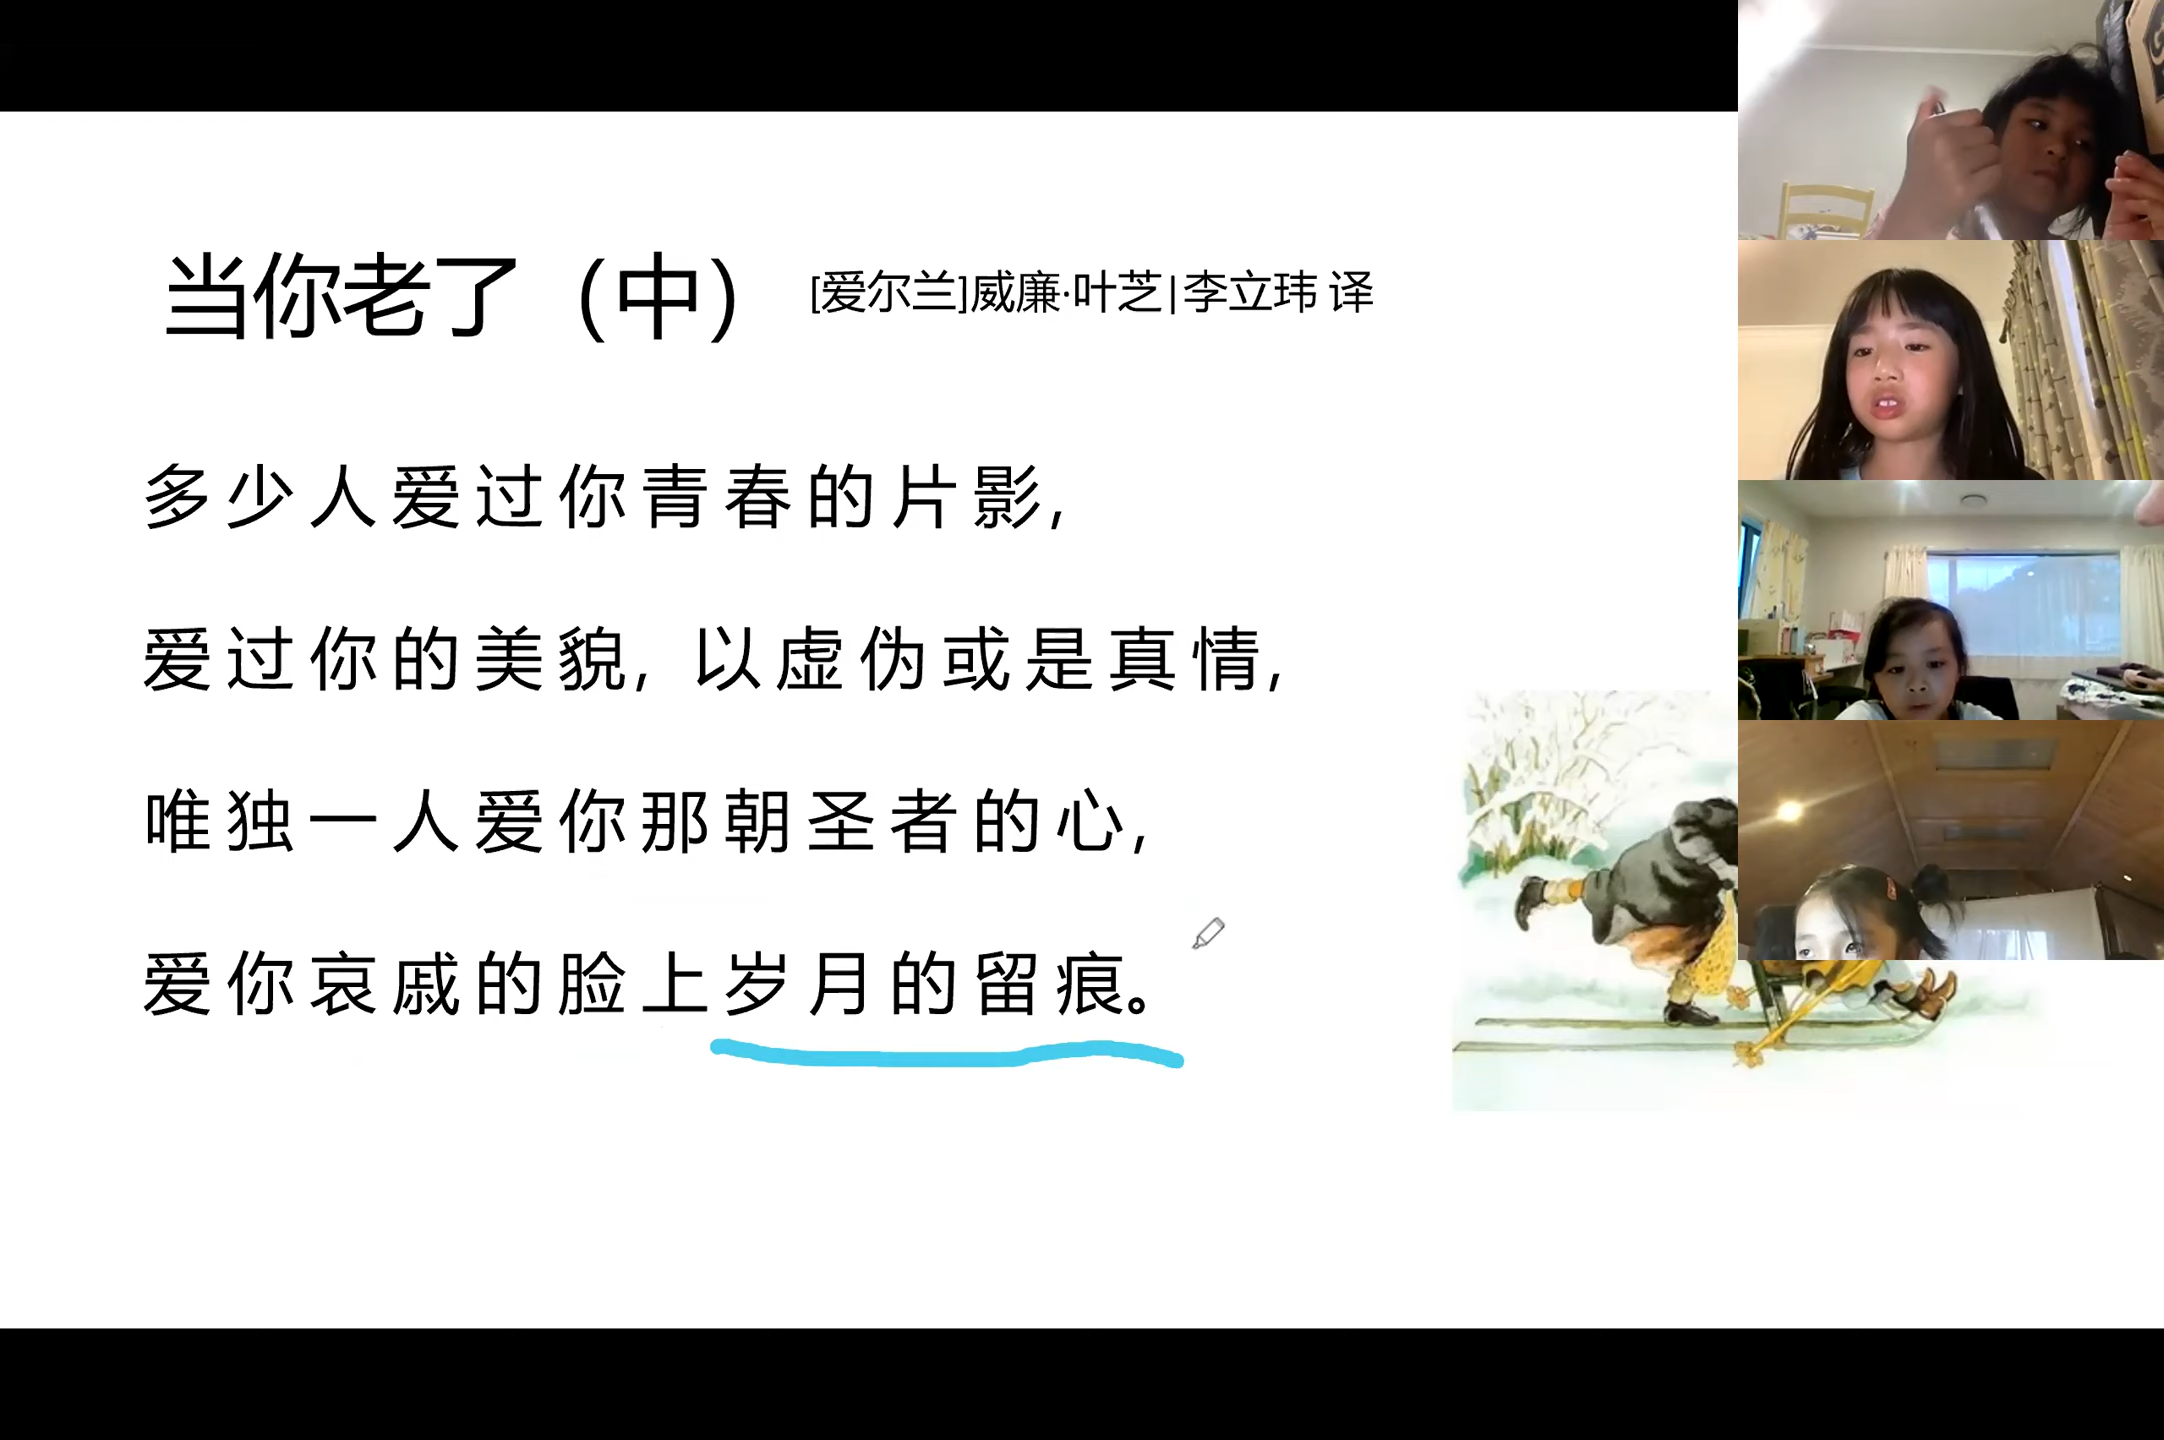 当你老了（中） [爱尔兰]威廉·叶芝|李立玮 译
多少人爱过你青春的片影,
爱过你的美貌, 以虚伪或是真情,
唯独一人爱你那朝圣者的心,
爱你哀戚的脸上岁月的留痕。